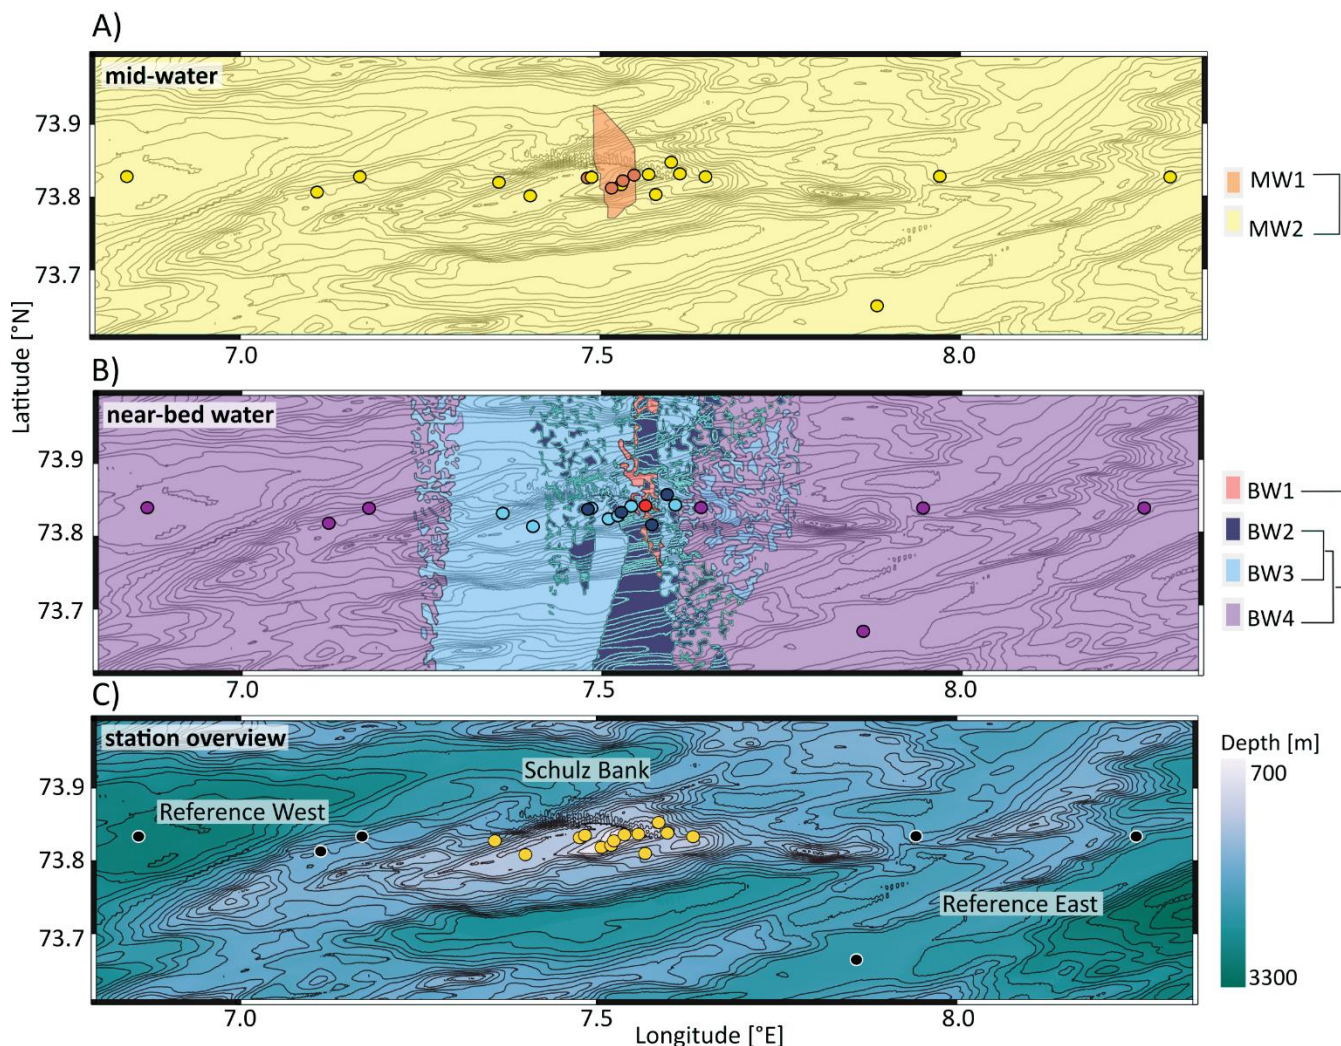 A)
mid-water
73.9
73.8
73.7
7.0
7.5
8.0
MW1
MW2
Latitude [°N]
B)
near-bed water
73.9
73.8
73.7
7.0
7.5
8.0
BW1
BW2
BW3
BW4
C)
station overview
Schulz Bank
Reference West
Reference East
73.9
73.8
73.7
7.0
7.5
8.0
Longitude [°E]
Depth [m]
700
3300